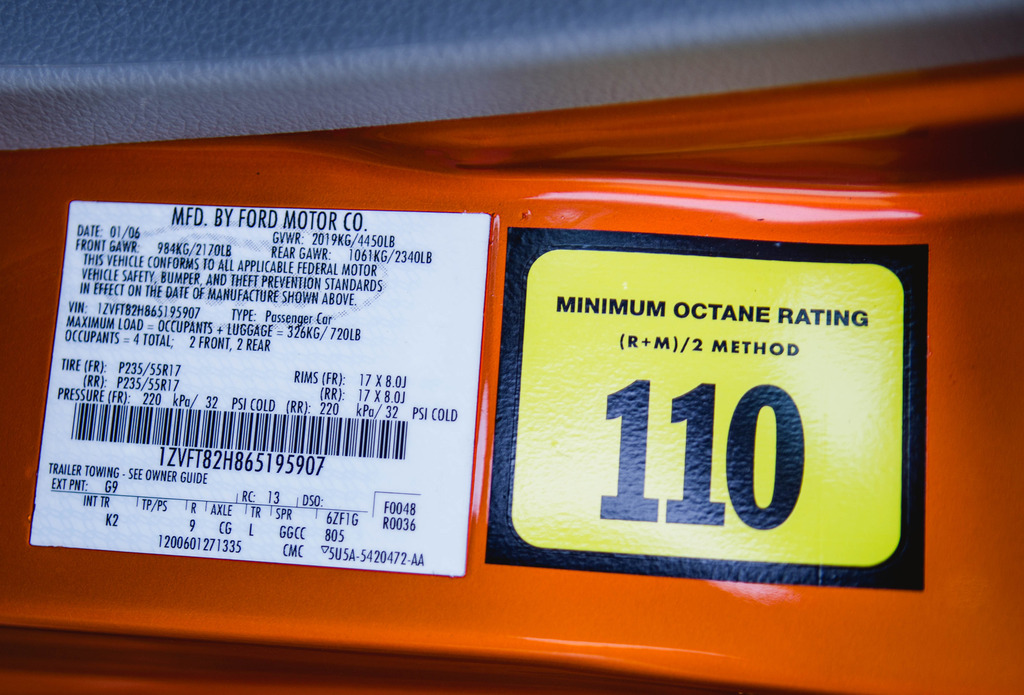 MFD. BY FORD MOTOR CO.
DATE: 01/06 GVWR: 2019KG/4450LB
FRONT GAWR: 984KG/2170LB REAR GAWR: 1061KG/2340LB
THIS VEHICLE CONFORMS TO ALL APPLICABLE FEDERAL MOTOR
VEHICLE SAFETY, BUMPER, AND THEFT PREVENTION STANDARDS
IN EFFECT ON THE DATE OF MANUFACTURE SHOWN ABOVE.
VIN: 1ZVFT82H865195907 TYPE: Passenger Car
MAXIMUM LOAD = OCCUPANTS + LUGGAGE = 326KG/720LB
OCCUPANTS = 4 TOTAL; 2 FRONT, 2 REAR
TIRE (FR): P235/55R17 RIMS (FR): 17 X 8.0J
(RR): P235/55R17 (RR): 17 X 8.0J
PRESSURE (FR): 220 kPa/ 32 PSI COLD (RR): 220 kPa/ 32 PSI COLD
1ZVFT82H865195907
TRAILER TOWING - SEE OWNER GUIDE
EXT PNT: G9 RC: 13 DSO: F0048
INT TR TP/PS R AXLE TR SPR 6ZF1G R0036
K2 9 CG L GGCC 805
1200601271335 CMC ▽5U5A-5420472-AA
MINIMUM OCTANE RATING
(R+M)/2 METHOD
110